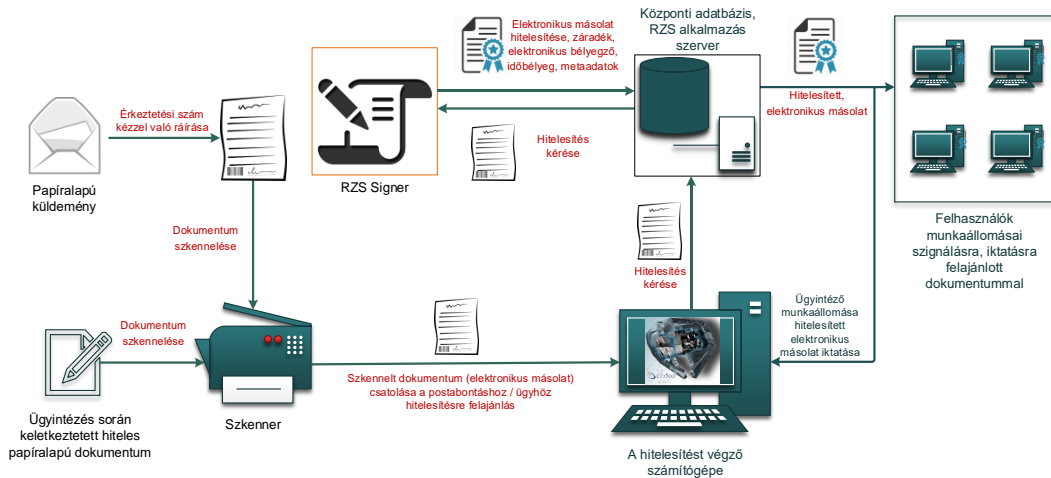 Elektronikus másolat
hitelesítése, záradék,
elektronikus bélyegző,
időbélyeg, metaadatok
Központi adatbázis,
RZS alkalmazás
szerver
Érkeztetési szám
kézzel való ráírása
Hitelesítés
kérése
Hitelesített,
elektronikus másolat
Papíralapú
küldemény
RZS Signer
Felhasználók
munkaállomásai
szignálásra, iktatásra
felajánlott
dokumentummal
Dokumentum
szkennelése
Hitelesítés
kérése
Dokumentum
szkennelése
Ügyintéző
munkaállomása
hitelesített
elektronikus
másolat iktatása
Szkennelt dokumentum (elektronikus másolat)
csatolása a postabontáshoz / ügyhöz
hitelesítésre felajánlás
Ügyintézés során
keletkeztetett hiteles
papíralapú dokumentum
Szkenner
A hitelesítést végző
számítógépe